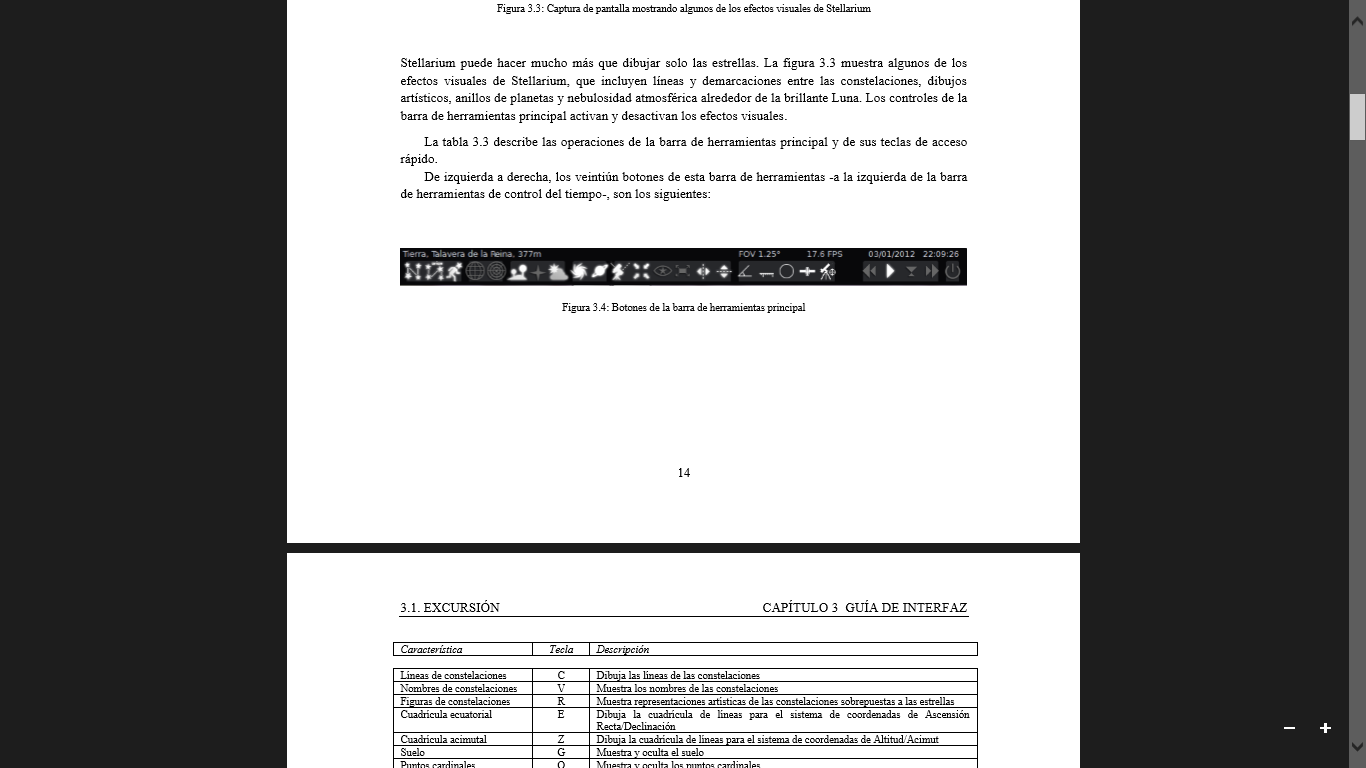 Figura 3.3: Captura de pantalla mostrando algunos de los efectos visuales de Stellarium
Stellarium puede hacer mucho más que dibujar solo las estrellas. La figura 3.3 muestra algunos de los
efectos visuales de Stellarium, que incluyen líneas y demarcaciones entre las constelaciones, dibujos
artísticos, anillos de planetas y nebulosidad atmosférica alrededor de la brillante Luna. Los controles de la
barra de herramientas principal activan y desactivan los efectos visuales.
La tabla 3.3 describe las operaciones de la barra de herramientas principal y de sus teclas de acceso
rápido.
De izquierda a derecha, los veintiún botones de esta barra de herramientas -a la izquierda de la barra
de herramientas de control del tiempo-, son los siguientes:
Tierra, Talavera de la Reina, 377m FOV 1.25° 17.6 FPS 03/01/2012 22:09:26
Figura 3.4: Botones de la barra de herramientas principal
14
3.1. EXCURSIÓN CAPÍTULO 3 GUÍA DE INTERFAZ
Característica Tecla Descripción
Líneas de constelaciones C Dibuja las líneas de las constelaciones
Nombres de constelaciones V Muestra los nombres de las constelaciones
Figuras de constelaciones R Muestra representaciones artísticas de las constelaciones sobrepuestas a las estrellas
Cuadrícula ecuatorial E Dibuja la cuadrícula de líneas para el sistema de coordenadas de Ascensión
Recta/Declinación
Cuadrícula acimutal Z Dibuja la cuadrícula de líneas para el sistema de coordenadas de Altitud/Acimut
Suelo G Muestra y oculta el suelo
Puntos cardinales Q Muestra y oculta los puntos cardinales